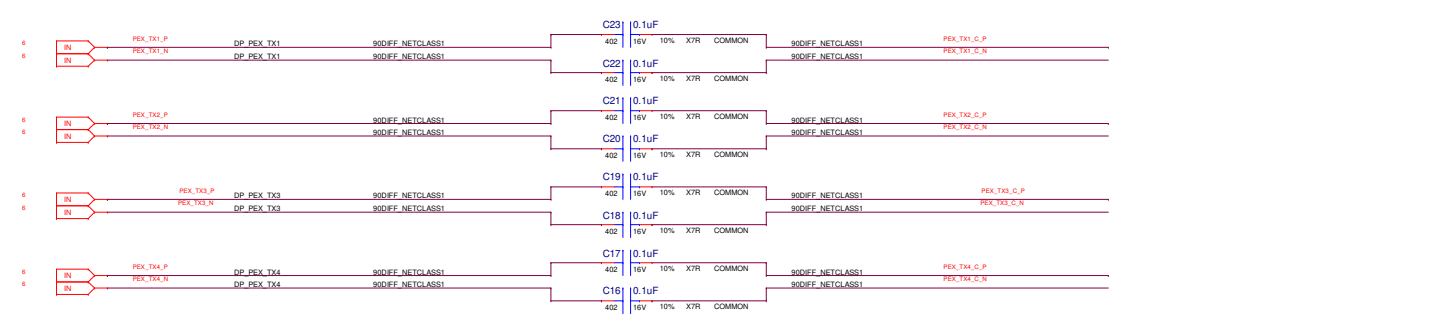 C23 0.1uF
6 IN PEX_TX1_P DP_PEX_TX1 90DIFF_NETCLASS1 402 16V 10% X7R COMMON 90DIFF_NETCLASS1 PEX_TX1_C_P
6 IN PEX_TX1_N DP_PEX_TX1 90DIFF_NETCLASS1 90DIFF_NETCLASS1 PEX_TX1_C_N
C22 0.1uF
402 16V 10% X7R COMMON
C21 0.1uF
6 IN PEX_TX2_P 90DIFF_NETCLASS1 402 16V 10% X7R COMMON 90DIFF_NETCLASS1 PEX_TX2_C_P
6 IN PEX_TX2_N 90DIFF_NETCLASS1 90DIFF_NETCLASS1 PEX_TX2_C_N
C20 0.1uF
402 16V 10% X7R COMMON
C19 0.1uF
6 IN PEX_TX3_P DP_PEX_TX3 90DIFF_NETCLASS1 402 16V 10% X7R COMMON 90DIFF_NETCLASS1 PEX_TX3_C_P
6 IN PEX_TX3_N DP_PEX_TX3 90DIFF_NETCLASS1 90DIFF_NETCLASS1 PEX_TX3_C_N
C18 0.1uF
402 16V 10% X7R COMMON
C17 0.1uF
6 IN PEX_TX4_P DP_PEX_TX4 90DIFF_NETCLASS1 402 16V 10% X7R COMMON 90DIFF_NETCLASS1 PEX_TX4_C_P
6 IN PEX_TX4_N DP_PEX_TX4 90DIFF_NETCLASS1 90DIFF_NETCLASS1 PEX_TX4_C_N
C16 0.1uF
402 16V 10% X7R COMMON